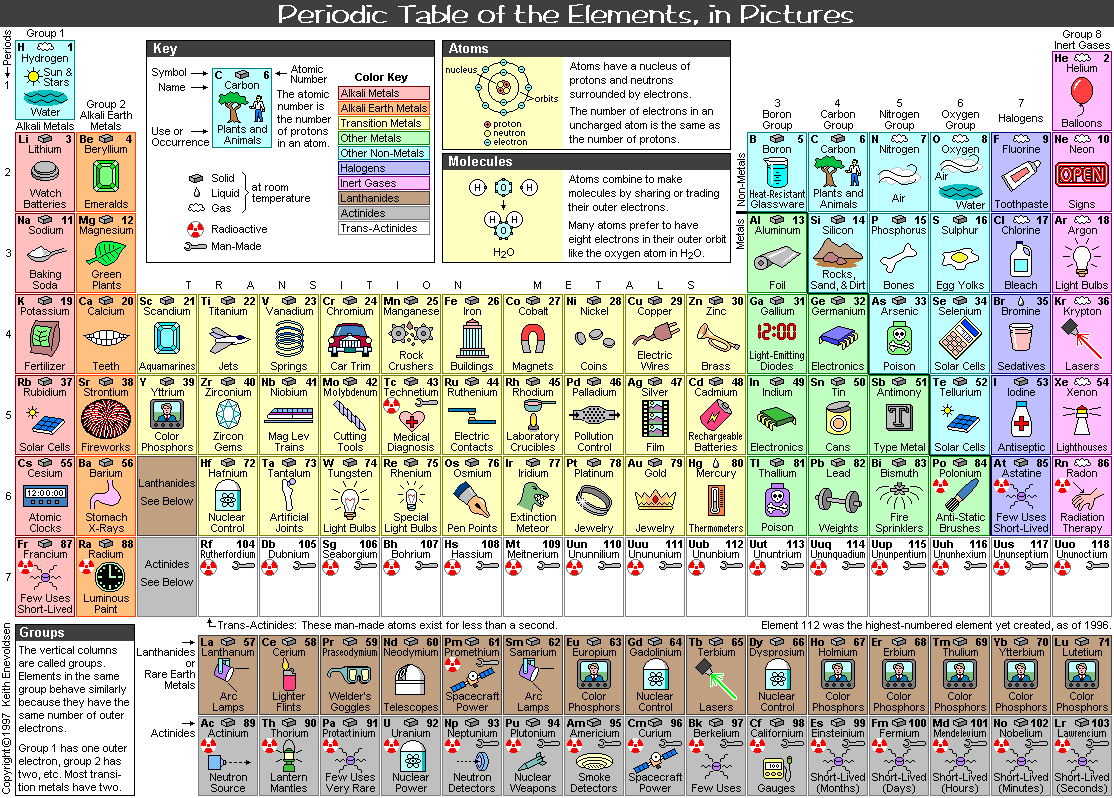 Periodic Table of the Elements, in Pictures
Periods
Group 1
Group 8
Inert Gases
1
H 1
Hydrogen
Sun &
Stars
Water
He 2
Helium
Balloons
Key
Symbol
Name
Use or
Occurrence
C 6
Carbon
Plants and
Animals
Atomic
Number
The atomic
number is
the number
of protons
in an atom.
Solid
Liquid
Gas
at room
temperature
Radioactive
Man-Made
Color Key
Alkali Metals
Alkali Earth Metals
Transition Metals
Other Metals
Other Non-Metals
Halogens
Inert Gases
Lanthanides
Actinides
Trans-Actinides
Atoms
nucleus
orbits
proton
neutron
electron
Atoms have a nucleus of
protons and neutrons
surrounded by electrons.
The number of electrons in an
uncharged atom is the same as
the number of protons.
Molecules
H O H
H H
O
H2O
Atoms combine to make
molecules by sharing or trading
their outer electrons.
Many atoms prefer to have
eight electrons in their outer orbit
like the oxygen atom in H2O.
Alkali Metals
Group 2
Alkali Earth
Metals
3
Boron
Group
4
Carbon
Group
5
Nitrogen
Group
6
Oxygen
Group
7
Halogens
Non-Metals
Metals
2
Li 3
Lithium
Watch
Batteries
Be 4
Beryllium
Emeralds
B 5
Boron
Heat-Resistant
Glassware
C 6
Carbon
Plants and
Animals
N 7
Nitrogen
Air
O 8
Oxygen
Air
Water
F 9
Fluorine
Toothpaste
Ne 10
Neon
OPEN
Signs
3
Na 11
Sodium
Baking
Soda
Mg 12
Magnesium
Green
Plants
Al 13
Aluminum
Foil
Si 14
Silicon
Rocks,
Sand, & Dirt
P 15
Phosphorus
Bones
S 16
Sulphur
Egg Yolks
Cl 17
Chlorine
Bleach
Ar 18
Argon
Light Bulbs
TRANSITION METALS
4
K 19
Potassium
Fertilizer
Ca 20
Calcium
Teeth
Sc 21
Scandium
Aquamarines
Ti 22
Titanium
Jets
V 23
Vanadium
Springs
Cr 24
Chromium
Car Trim
Mn 25
Manganese
Rock
Crushers
Fe 26
Iron
Buildings
Co 27
Cobalt
Magnets
Ni 28
Nickel
Coins
Cu 29
Copper
Electric
Wires
Zn 30
Zinc
Brass
Ga 31
Gallium
12:00
Light-Emitting
Diodes
Ge 32
Germanium
Electronics
As 33
Arsenic
Poison
Se 34
Selenium
Solar Cells
Br 35
Bromine
Sedatives
Kr 36
Krypton
Lasers
5
Rb 37
Rubidium
Solar Cells
Sr 38
Strontium
Fireworks
Y 39
Yttrium
Color
Phosphors
Zr 40
Zirconium
Zircon
Gems
Nb 41
Niobium
Mag Lev
Trains
Mo 42
Molybdenum
Cutting
Tools
Tc 43
Technetium
Medical
Diagnosis
Ru 44
Ruthenium
Electric
Contacts
Rh 45
Rhodium
Laboratory
Crucibles
Pd 46
Palladium
Pollution
Control
Ag 47
Silver
Film
Cd 48
Cadmium
Rechargeable
Batteries
In 49
Indium
Electronics
Sn 50
Tin
Cans
Sb 51
Antimony
T
Type Metal
Te 52
Tellurium
Solar Cells
I 53
Iodine
Antiseptic
Xe 54
Xenon
Lighthouses
6
Cs 55
Cesium
12:00:00
Atomic
Clocks
Ba 56
Barium
Stomach
X-Rays
Lanthanides
See Below
Hf 72
Hafnium
Nuclear
Control
Ta 73
Tantalum
Artificial
Joints
W 74
Tungsten
Light Bulbs
Re 75
Rhenium
Special
Light Bulbs
Os 76
Osmium
Pen Points
Ir 77
Iridium
Extinction
Meteor
Pt 78
Platinum
Jewelry
Au 79
Gold
Jewelry
Hg 80
Mercury
Thermometers
Tl 81
Thallium
Poison
Pb 82
Lead
Weights
Bi 83
Bismuth
Fire
Sprinklers
Po 84
Polonium
Anti-Static
Brushes
At 85
Astatine
Few Uses
Short-Lived
Rn 86
Radon
Radiation
Therapy
7
Fr 87
Francium
Few Uses
Short-Lived
Ra 88
Radium
Luminous
Paint
Actinides
See Below
Rf 104
Rutherfordium
Db 105
Dubnium
Sg 106
Seaborgium
Bh 107
Bohrium
Hs 108
Hassium
Mt 109
Meitnerium
Uun 110
Ununnilium
Uuu 111
Unununium
Uub 112
Ununbium
Uut 113
Ununtrium
Uuq 114
Ununquadium
Uup 115
Ununpentium
Uuh 116
Ununhexium
Uus 117
Ununseptium
Uuo 118
Ununoctium
Trans-Actinides: These man-made atoms exist for less than a second.
Element 112 was the highest-numbered element yet created, as of 1996.
Copyright©1997 Keith Enevoldsen
Groups
The vertical columns
are called groups.
Elements in the same
group behave similarly
because they have the
same number of outer
electrons.
Group 1 has one outer
electron, group 2 has
two, etc. Most transi-
tion metals have two.
Lanthanides
or
Rare Earth
Metals
La 57
Lanthanum
Arc
Lamps
Ce 58
Cerium
Lighter
Flints
Pr 59
Praseodymium
Welder's
Goggles
Nd 60
Neodymium
Telescopes
Pm 61
Promethium
Spacecraft
Power
Sm 62
Samarium
Arc
Lamps
Eu 63
Europium
Color
Phosphors
Gd 64
Gadolinium
Nuclear
Control
Tb 65
Terbium
Lasers
Dy 66
Dysprosium
Nuclear
Control
Ho 67
Holmium
Color
Phosphors
Er 68
Erbium
Color
Phosphors
Tm 69
Thulium
Color
Phosphors
Yb 70
Ytterbium
Color
Phosphors
Lu 71
Lutetium
Color
Phosphors
Actinides
Ac 89
Actinium
Neutron
Source
Th 90
Thorium
Lantern
Mantles
Pa 91
Protactinium
Few Uses
Very Rare
U 92
Uranium
Nuclear
Power
Np 93
Neptunium
Neutron
Detectors
Pu 94
Plutonium
Nuclear
Weapons
Am 95
Americium
Smoke
Detectors
Cm 96
Curium
Spacecraft
Power
Bk 97
Berkelium
Few Uses
Cf 98
Californium
Gauges
Es 99
Einsteinium
Short-Lived
(Months)
Fm 100
Fermium
Short-Lived
(Days)
Md 101
Mendelevium
Short-Lived
(Hours)
No 102
Nobelium
Short-Lived
(Minutes)
Lr 103
Lawrencium
Short-Lived
(Seconds)